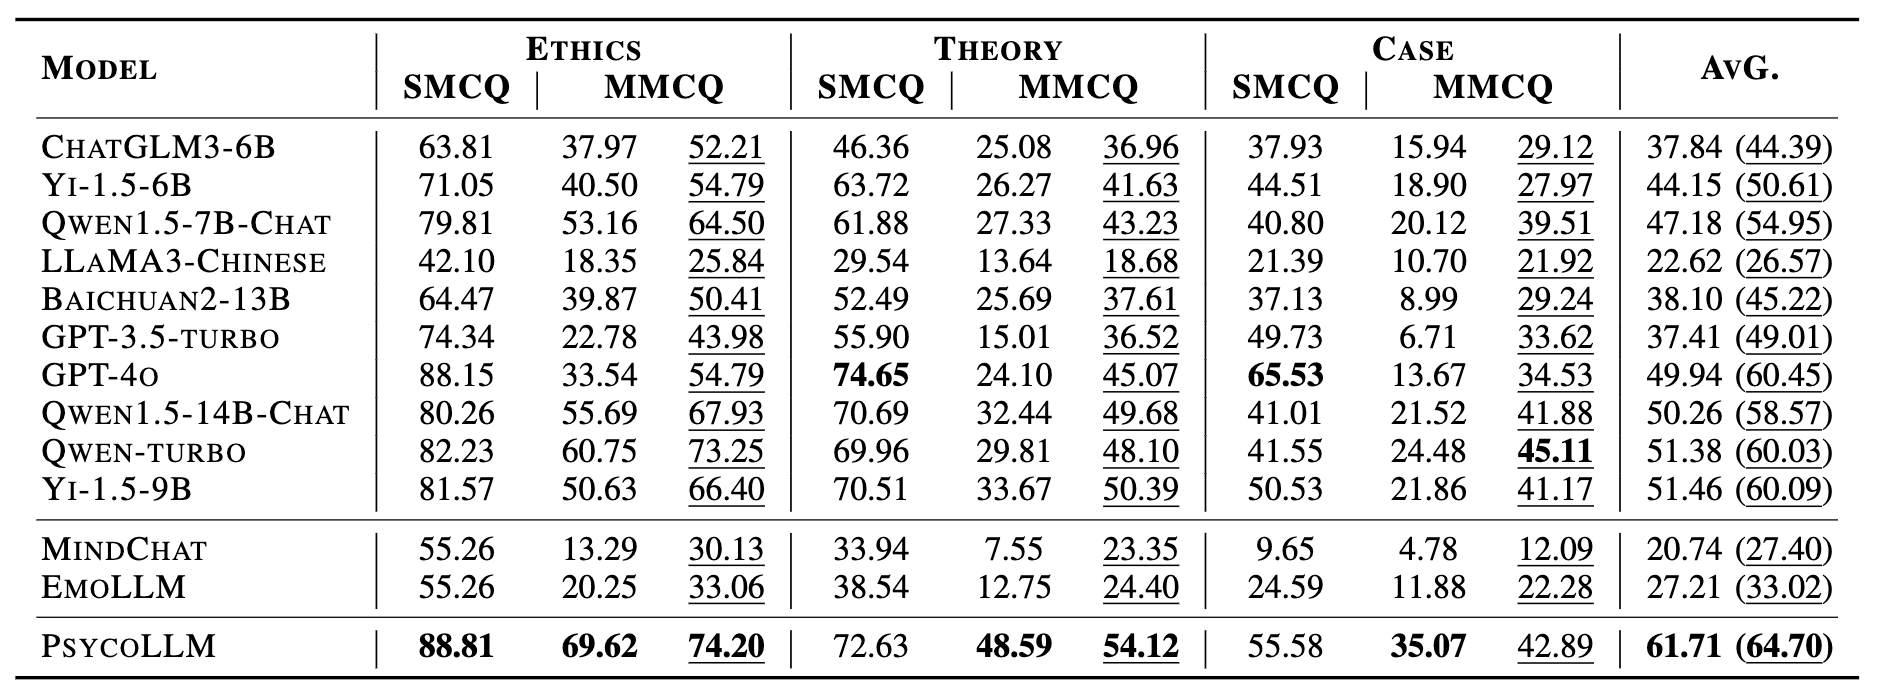 MODEL ETHICS THEORY CASE AVG.
SMCQ MMCQ SMCQ MMCQ SMCQ MMCQ
CHATGLM3-6B 63.81 37.97 52.21 46.36 25.08 36.96 37.93 15.94 29.12 37.84 (44.39)
YI-1.5-6B 71.05 40.50 54.79 63.72 26.27 41.63 44.51 18.90 27.97 44.15 (50.61)
QWEN1.5-7B-CHAT 79.81 53.16 64.50 61.88 27.33 43.23 40.80 20.12 39.51 47.18 (54.95)
LLAMA3-CHINESE 42.10 18.35 25.84 29.54 13.64 18.68 21.39 10.70 21.92 22.62 (26.57)
BAICHUAN2-13B 64.47 39.87 50.41 52.49 25.69 37.61 37.13 8.99 29.24 38.10 (45.22)
GPT-3.5-TURBO 74.34 22.78 43.98 55.90 15.01 36.52 49.73 6.71 33.62 37.41 (49.01)
GPT-4O 88.15 33.54 54.79 74.65 24.10 45.07 65.53 13.67 34.53 49.94 (60.45)
QWEN1.5-14B-CHAT 80.26 55.69 67.93 70.69 32.44 49.68 41.01 21.52 41.88 50.26 (58.57)
QWEN-TURBO 82.23 60.75 73.25 69.96 29.81 48.10 41.55 24.48 45.11 51.38 (60.03)
YI-1.5-9B 81.57 50.63 66.40 70.51 33.67 50.39 50.53 21.86 41.17 51.46 (60.09)
MINDCHAT 55.26 13.29 30.13 33.94 7.55 23.35 9.65 4.78 12.09 20.74 (27.40)
EMOLLM 55.26 20.25 33.06 38.54 12.75 24.40 24.59 11.88 22.28 27.21 (33.02)
PSYCOLLM 88.81 69.62 74.20 72.63 48.59 54.12 55.58 35.07 42.89 61.71 (64.70)